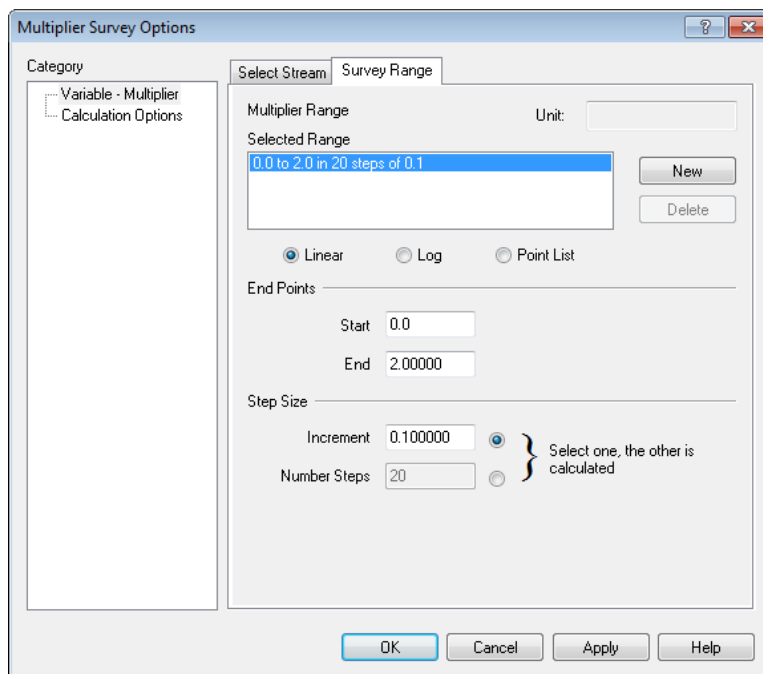 Multiplier Survey Options
Category
Variable - Multiplier
Calculation Options
Select Stream
Survey Range
Multiplier Range
Unit:
Selected Range
0.0 to 2.0 in 20 steps of 0.1
New
Delete
Linear
Log
Point List
End Points
Start
0.0
End
2.00000
Step Size
Increment
0.100000
Number Steps
20
Select one, the other is
calculated
OK
Cancel
Apply
Help